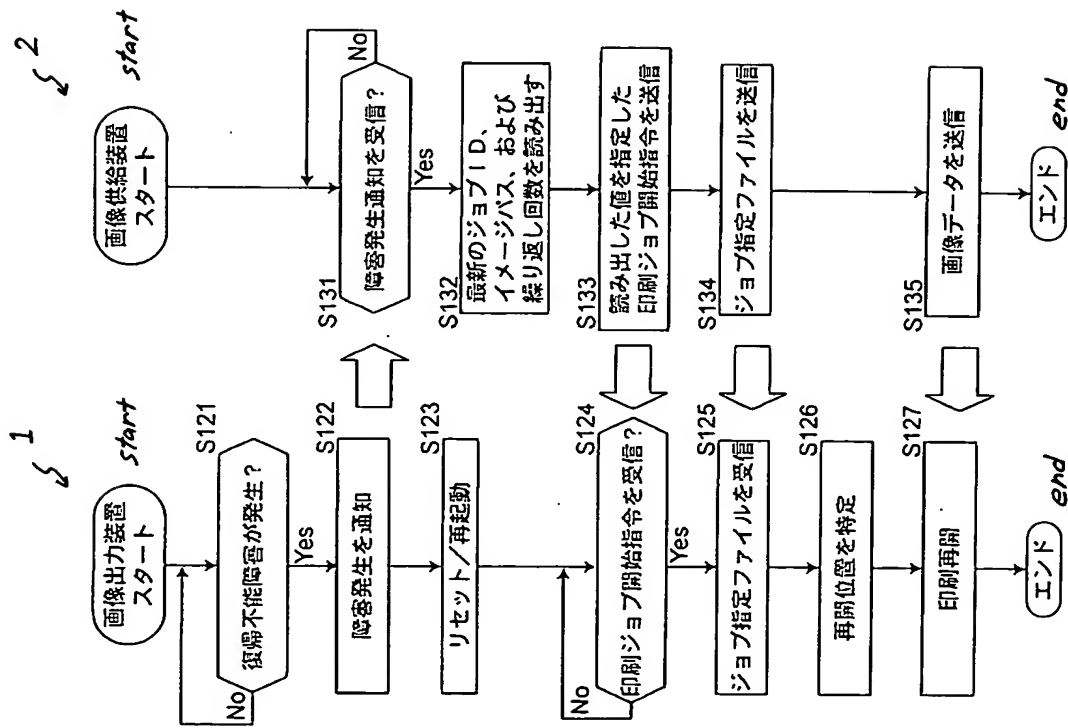 1
start
画像出力装置
スタート
S121
復帰不能障害が発生?
No
Yes
S122
障害発生を通知
S123
リセット/再起動
S124
印刷ジョブ開始指令を受信?
No
Yes
S125
ジョブ指定ファイルを受信
S126
再開位置を特定
S127
印刷再開
エンド
end
2
start
画像供給装置
スタート
S131
障害発生通知を受信?
No
Yes
S132
最新のジョブID、
イメージパス、および
繰り返し回数を読み出す
S133
読み出した値を指定した
印刷ジョブ開始指令を送信
S134
ジョブ指定ファイルを送信
S135
画像データを送信
エンド
end